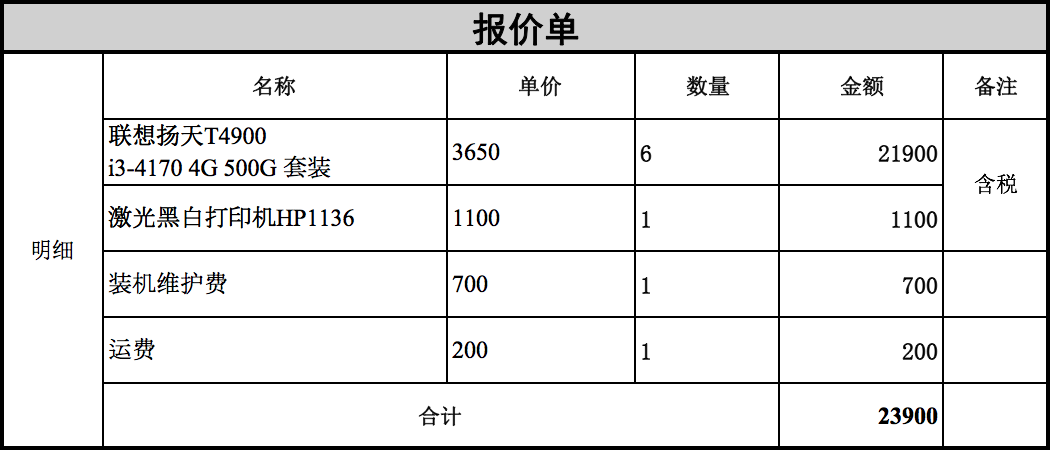 报价单
名称 单价 数量 金额 备注
明细
联想扬天T4900
i3-4170 4G 500G 套装 3650 6 21900
含税
激光黑白打印机HP1136 1100 1 1100
装机维护费 700 1 700
运费 200 1 200
合计 23900